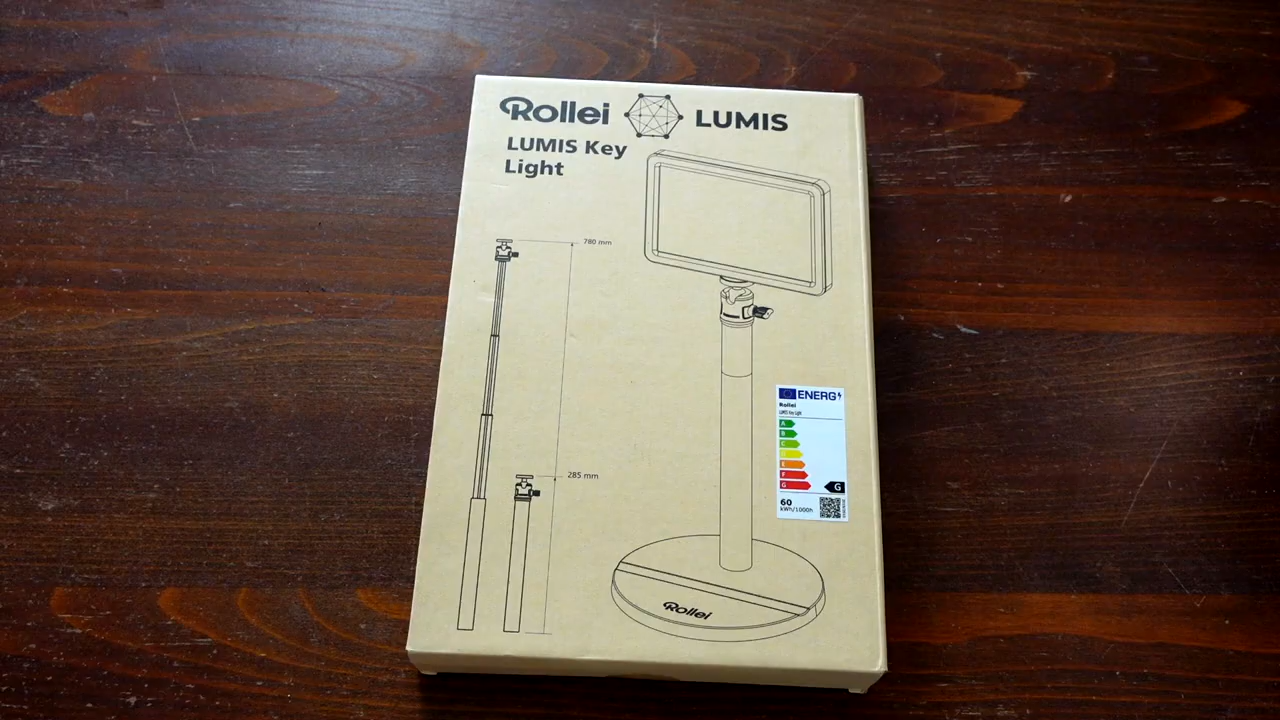 Rollei LUMIS
LUMIS Key
Light
780 mm
285 mm
ENERG
Rollei
LUMIS Key Light
A
B
C
E
F
G
G
60
kWh/1000h
Rollei